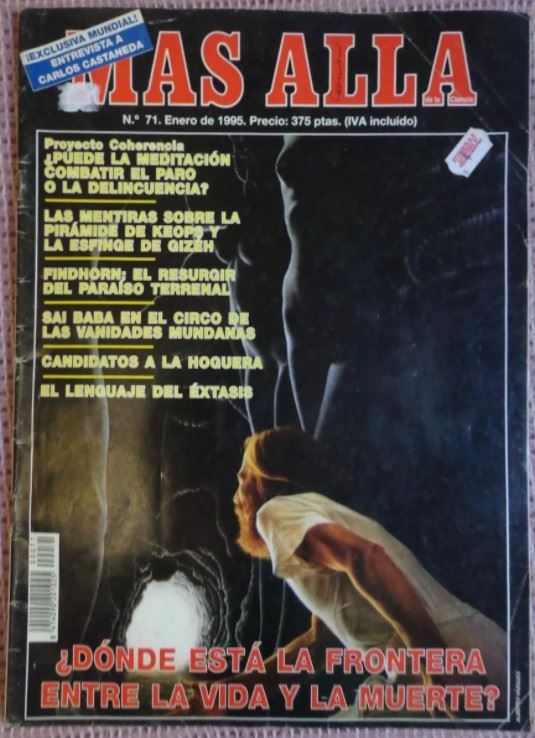 ¡EXCLUSIVA MUNDIAL!
ENTREVISTA A
CARLOS CASTANEDA
MAS ALLA
de la Ciencia
N.º 71. Enero de 1995. Precio: 375 ptas. (IVA incluido)
Proyecto Coherencia
¿PUEDE LA MEDITACIÓN
COMBATIR EL PARO
O LA DELINCUENCIA?
LAS MENTIRAS SOBRE LA
PIRÁMIDE DE KEOPS Y
LA ESFINGE DE GIZEH
FINDHORN; EL RESURGIR
DEL PARAISO TERRENAL
SAI BABA EN EL CIRCO DE
LAS VANIDADES MUNDANAS
CANDIDATOS A LA HOGUERA
EL LENGUAJE DEL ÉXTASIS
00071
¿DÓNDE ESTÁ LA FRONTERA
ENTRE LA VIDA Y LA MUERTE?